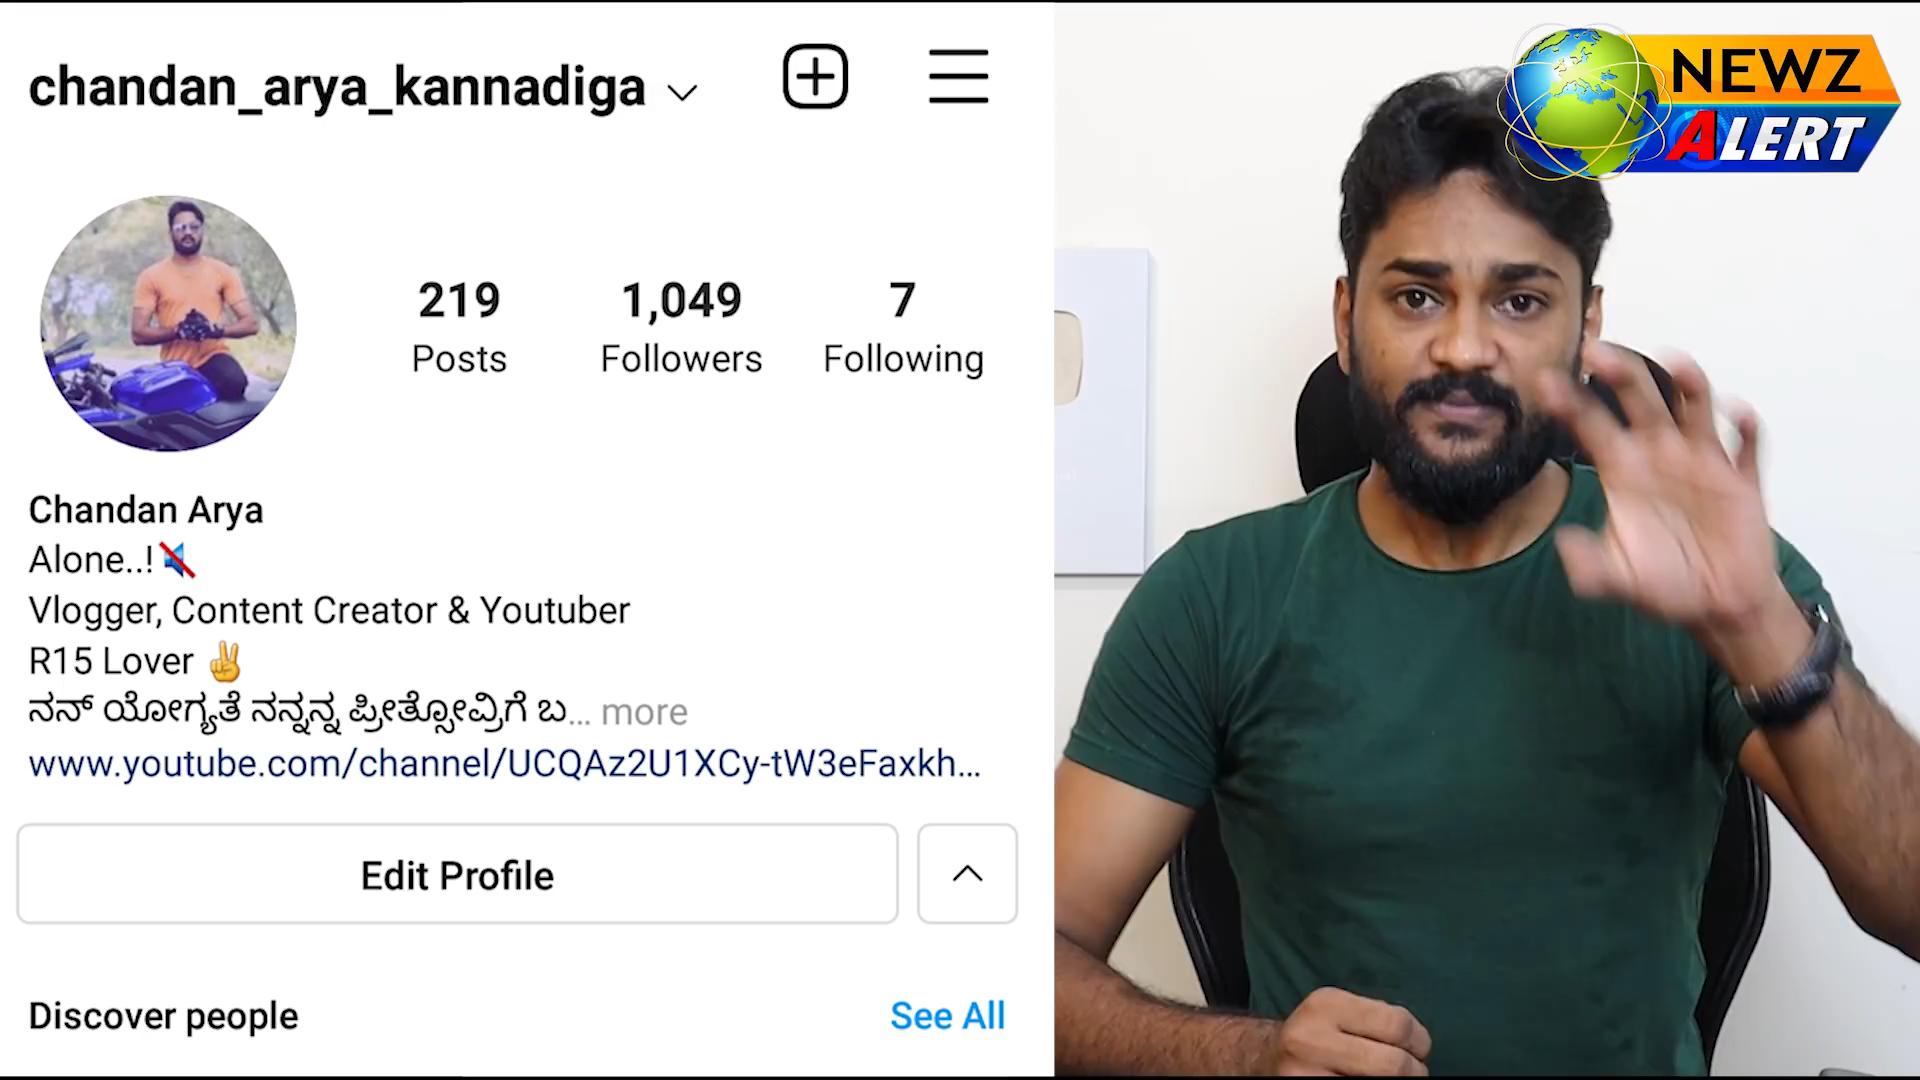 chandan_arya_kannadiga
219
Posts
1,049
Followers
7
Following
Chandan Arya
Alone..!
Vlogger, Content Creator & Youtuber
R15 Lover
ನನ್ ಯೋಗ್ಯತೆ ನನ್ನನ್ನ ಪ್ರೀತ್ಸೋವ್ರಿಗೆ ಬ... more
www.youtube.com/channel/UCQAz2U1XCy-tW3eFaxkh...
Edit Profile
Discover people
See All
NEWZ
ALERT